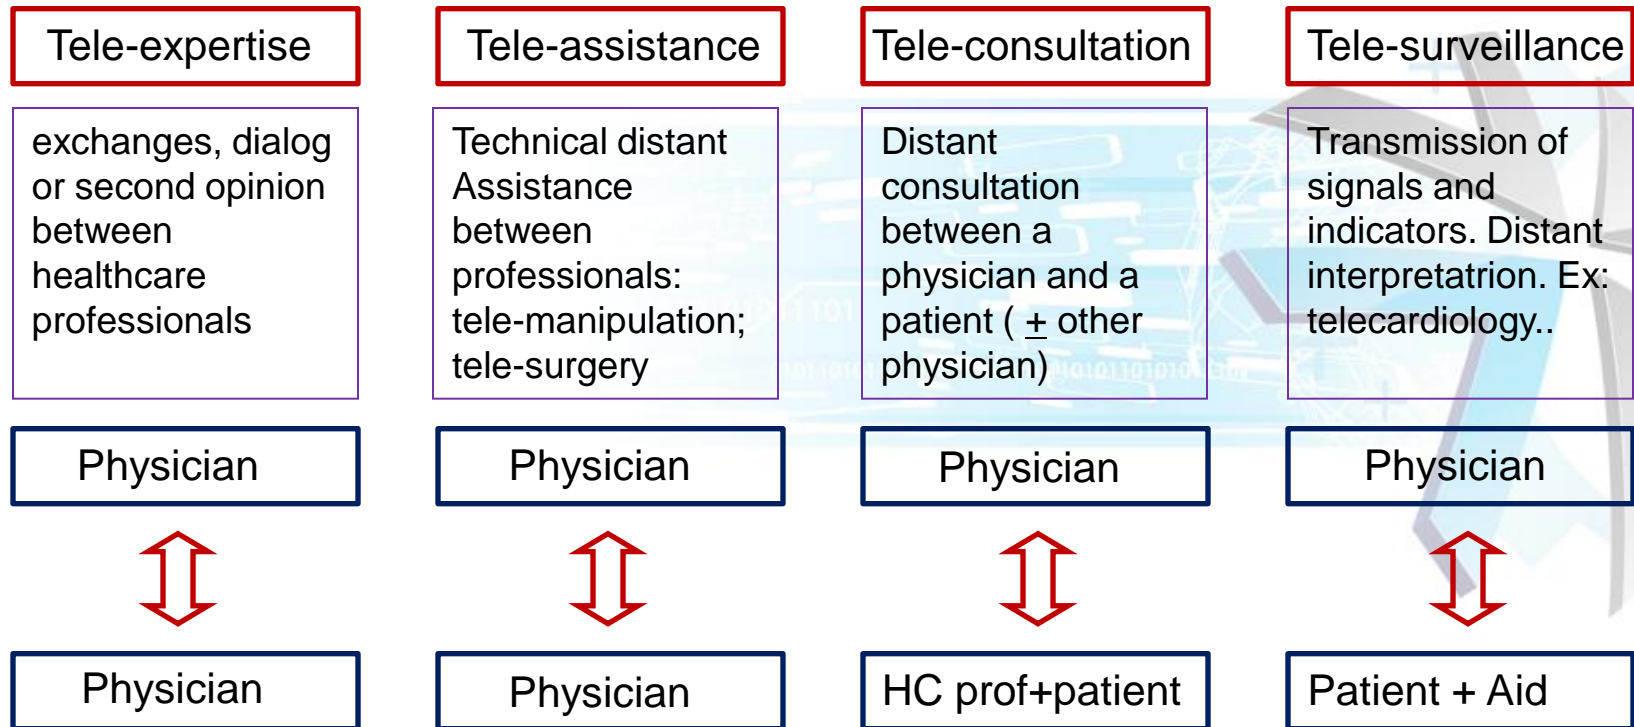 Tele-expertise
exchanges, dialog
or second opinion
between
healthcare
professionals
Physician
Physician
Tele-assistance
Technical distant
Assistance
between
professionals:
tele-manipulation;
tele-surgery
Physician
Physician
Tele-consultation
Distant
consultation
between a
physician and a
patient ( + other
physician)
Physician
HC prof+patient
Tele-surveillance
Transmission of
signals and
indicators. Distant
interpretatrion. Ex:
telecardiology..
Physician
Patient + Aid